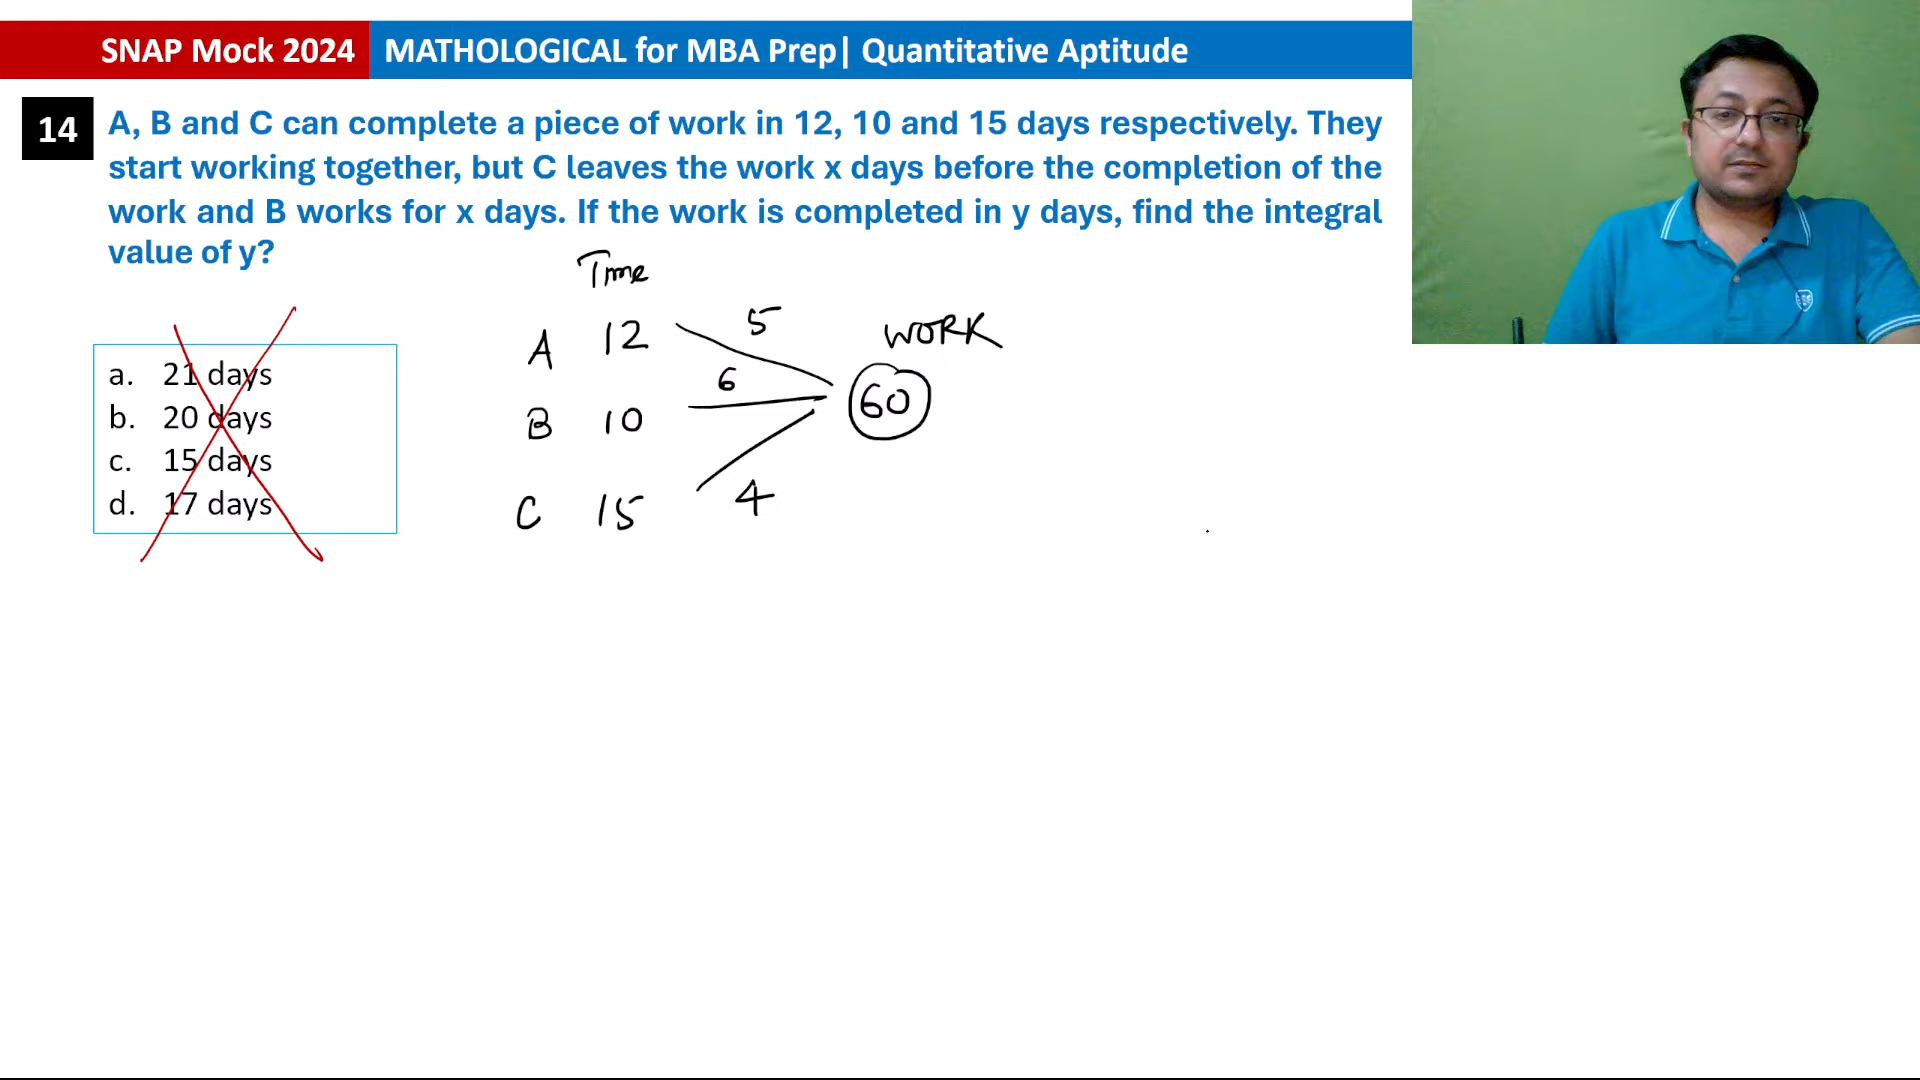 SNAP Mock 2024 MATHOLOGICAL for MBA Prep| Quantitative Aptitude
14 A, B and C can complete a piece of work in 12, 10 and 15 days respectively. They
start working together, but C leaves the work x days before the completion of the
work and B works for x days. If the work is completed in y days, find the integral
value of y?
a. 21 days
b. 20 days
c. 15 days
d. 17 days
Time
A 12 5 WORK
B 10 6 60
C 15 4